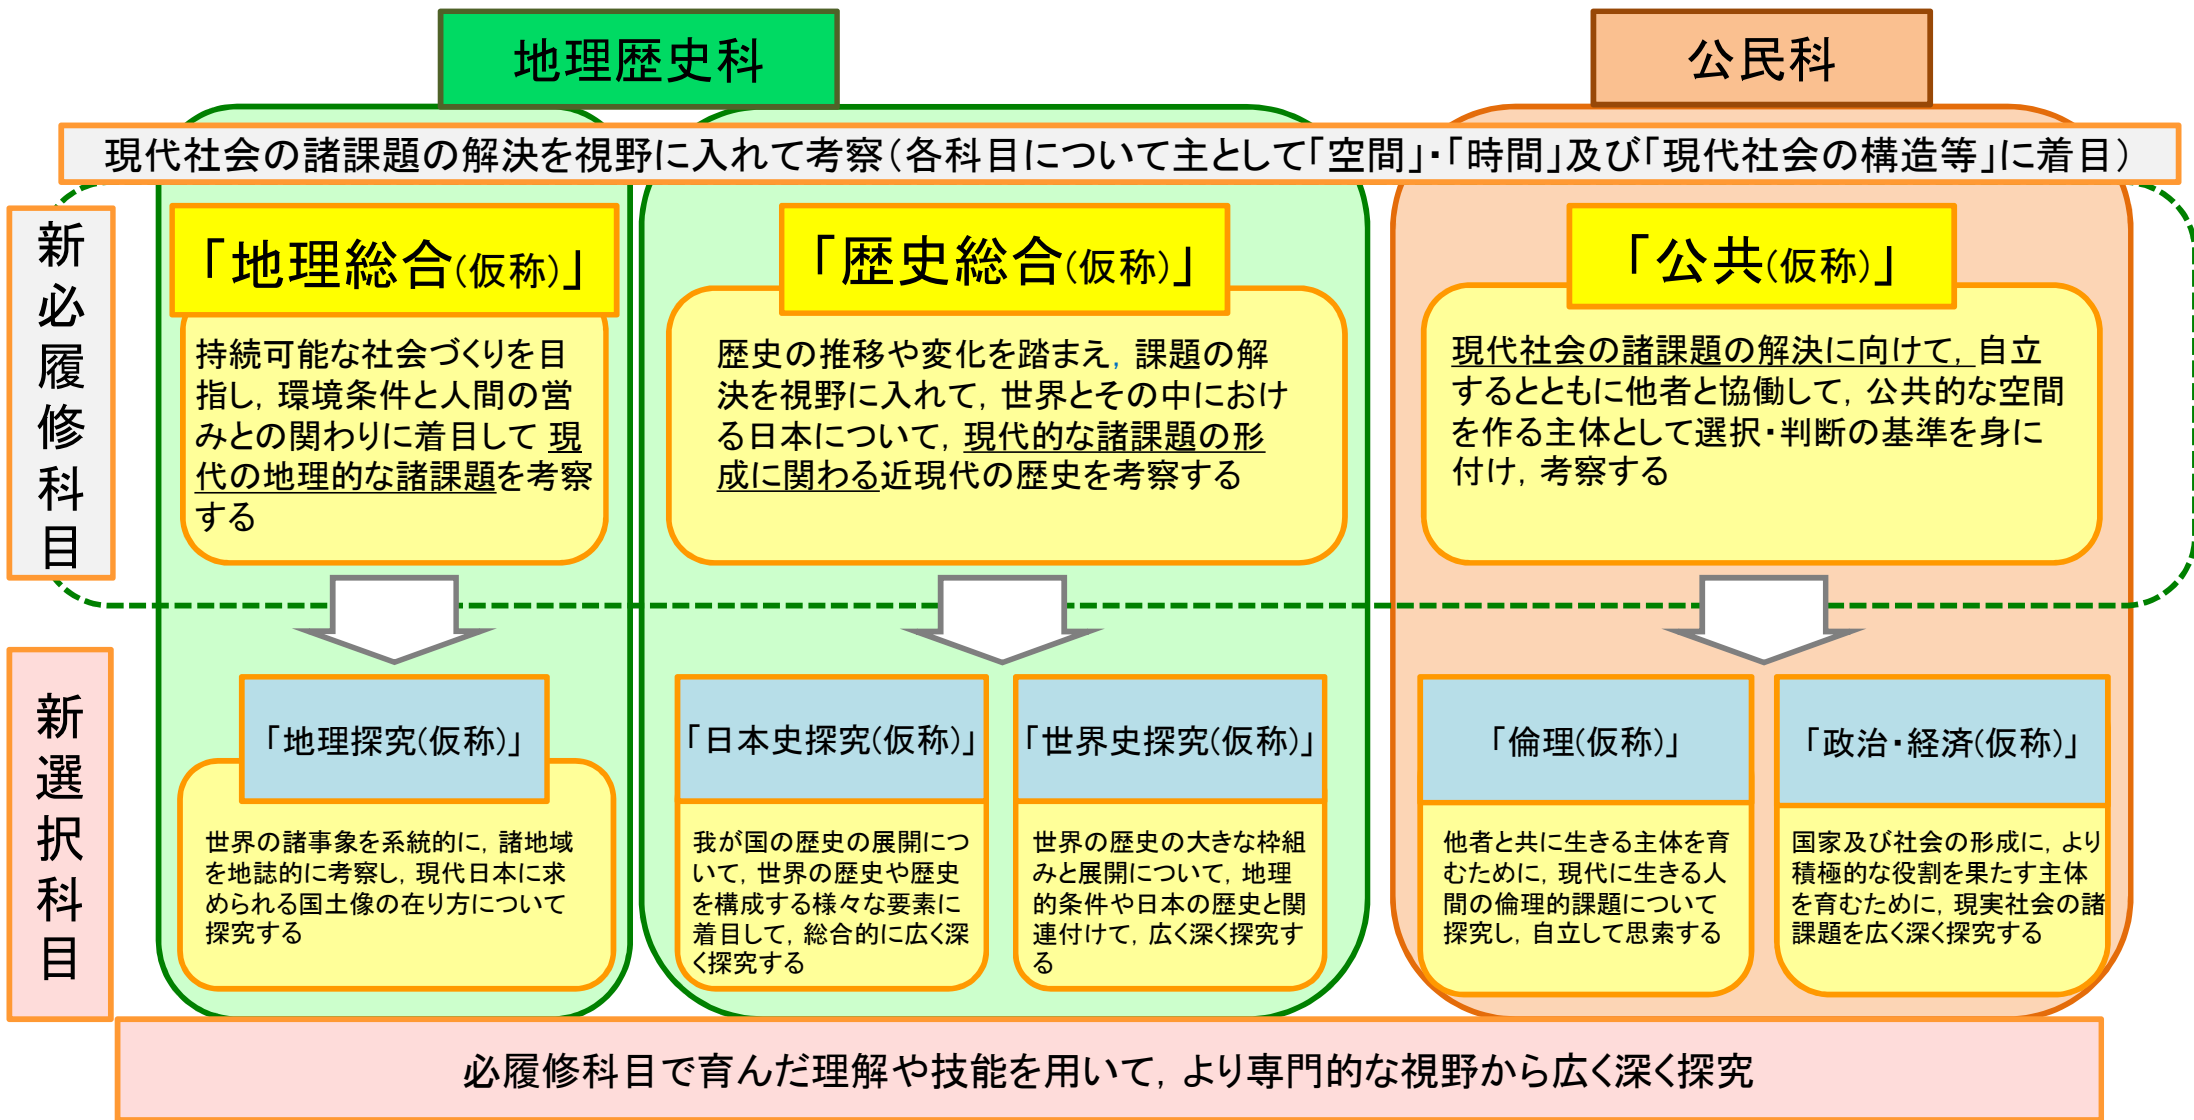 地理歴史科
公民科
現代社会の諸課題の解決を視野に入れて考察(各科目について主として「空間」・「時間」及び「現代社会の構造等」に着目)
新必履修科目
「地理総合(仮称)」
持続可能な社会づくりを目
指し, 環境条件と人間の営
みとの関わりに着目して 現
代の地理的な諸課題を考察
する
「歴史総合(仮称)」
歴史の推移や変化を踏まえ, 課題の解
決を視野に入れて, 世界とその中におけ
る日本について, 現代的な諸課題の形
成に関わる近現代の歴史を考察する
「公共(仮称)」
現代社会の諸課題の解決に向けて, 自立
するとともに他者と協働して, 公共的な空間
を作る主体として選択・判断の基準を身に
付け, 考察する
新選択科目
「地理探究(仮称)」
世界の諸事象を系統的に, 諸地域
を地誌的に考察し, 現代日本に求
められる国土像の在り方について
探究する
「日本史探究(仮称)」
我が国の歴史の展開につ
いて, 世界の歴史や歴史
を構成する様々な要素に
着目して, 総合的に広く深
く探究する
「世界史探究(仮称)」
世界の歴史の大きな枠組
みと展開について, 地理
的条件や日本の歴史と関
連付けて, 広く深く探究す
る
「倫理(仮称)」
他者と共に生きる主体を育
むために, 現代に生きる人
間の倫理的課題について
探究し, 自立して思索する
「政治・経済(仮称)」
国家及び社会の形成に, より
積極的な役割を果たす主体
を育むために, 現実社会の諸
課題を広く深く探究する
必履修科目で育んだ理解や技能を用いて, より専門的な視野から広く深く探究